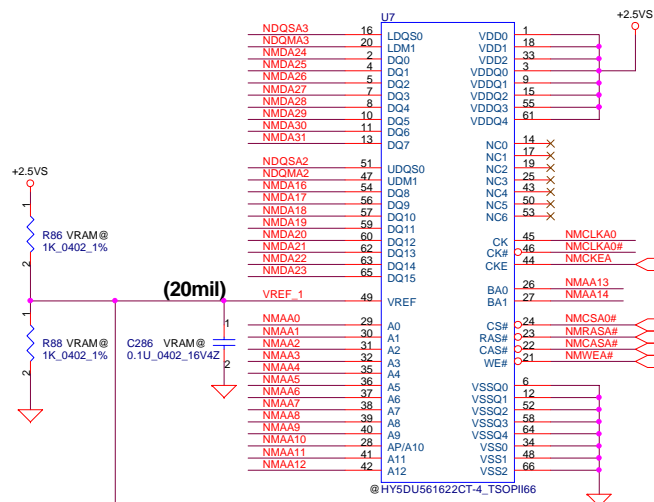 U7
+2.5VS
NDQSA3 16 LDQS0 VDD0 1
NDQMA3 20 LDM1 VDD1 18
NMDA24 2 DQ0 VDD2 33
NMDA25 4 DQ1 VDDQ0 3
NMDA26 5 DQ2 VDDQ1 9
NMDA27 7 DQ3 VDDQ2 15
NMDA28 8 DQ4 VDDQ3 55
NMDA29 10 DQ5 VDDQ4 61
NMDA30 11 DQ6
NMDA31 13 DQ7 NC0 14
NC1 17
NDQSA2 51 UDQS0 NC2 19
NDQMA2 47 UDM1 NC3 25
NMDA16 54 DQ8 NC4 43
NMDA17 56 DQ9 NC5 50
NMDA18 57 DQ10 NC6 53
NMDA19 59 DQ11
NMDA20 60 DQ12 CK 45 NMCLKA0
NMDA21 62 DQ13 CK# 46 NMCLKA0#
NMDA22 63 DQ14 CKE 44 NMCKEA
NMDA23 65 DQ15
BA0 26 NMAA13
VREF_1 49 VREF BA1 27 NMAA14
+2.5VS
1
R86 VRAM@
1K_0402_1%
2
(20mil)
1
R88 VRAM@
1K_0402_1%
2
1
C286 VRAM@
0.1U_0402_16V4Z
2
NMAA0 29 A0 CS# 24 NMCSA0#
NMAA1 30 A1 RAS# 23 NMRASA#
NMAA2 31 A2 CAS# 22 NMCASA#
NMAA3 32 A3 WE# 21 NMWEA#
NMAA4 35 A4
NMAA5 36 A5 VSSQ0 6
NMAA6 37 A6 VSSQ1 12
NMAA7 38 A7 VSSQ2 52
NMAA8 39 A8 VSSQ3 58
NMAA9 40 A9 VSSQ4 64
NMAA10 28 AP/A10 VSS0 34
NMAA11 41 A11 VSS1 48
NMAA12 42 A12 VSS2 66
@HY5DU561622CT-4_TSOPII66